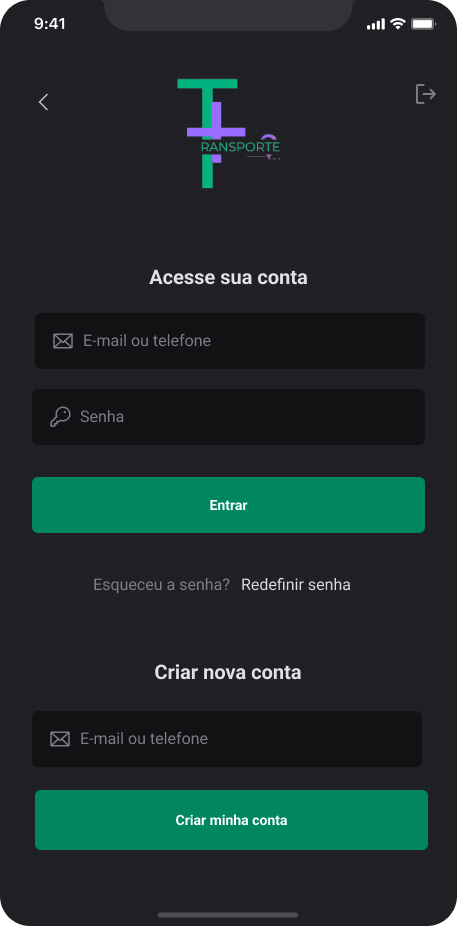 9:41
RANSPORTE
Acesse sua conta
E-mail ou telefone
Senha
Entrar
Esqueceu a senha? Redefinir senha
Criar nova conta
E-mail ou telefone
Criar minha conta